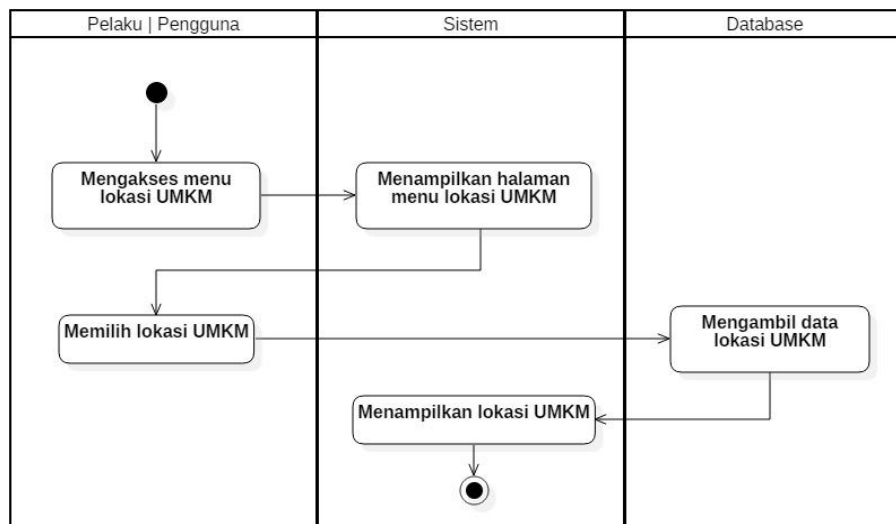 Pelaku | Pengguna
Sistem
Database
Mengakses menu
lokasi UMKM
Menampilkan halaman
menu lokasi UMKM
Memilih lokasi UMKM
Mengambil data
lokasi UMKM
Menampilkan lokasi UMKM